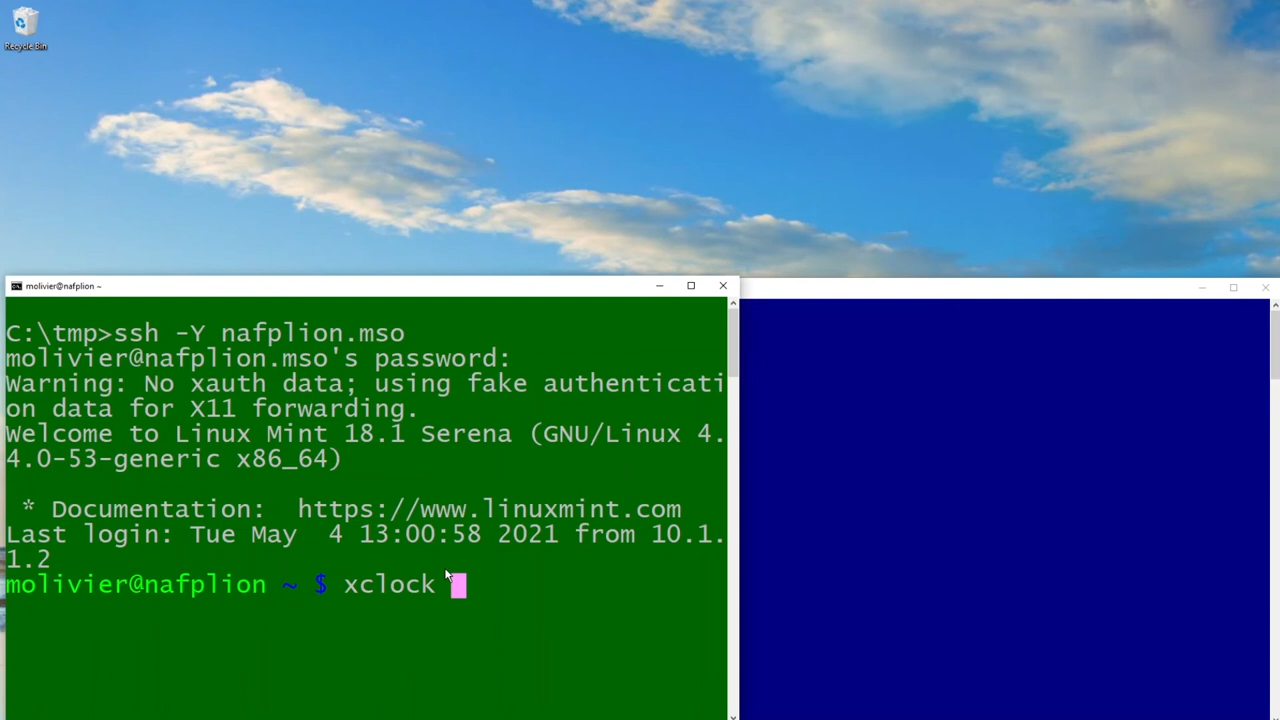 Recycle Bin
molivier@nafplion ~
C:\tmp>ssh -Y nafplion.mso
molivier@nafplion.mso's password:
Warning: No xauth data; using fake authenticati
on data for X11 forwarding.
Welcome to Linux Mint 18.1 Serena (GNU/Linux 4.
4.0-53-generic x86_64)
* Documentation:  https://www.linuxmint.com
Last login: Tue May  4 13:00:58 2021 from 10.1.
1.2
molivier@nafplion ~ $ xclock